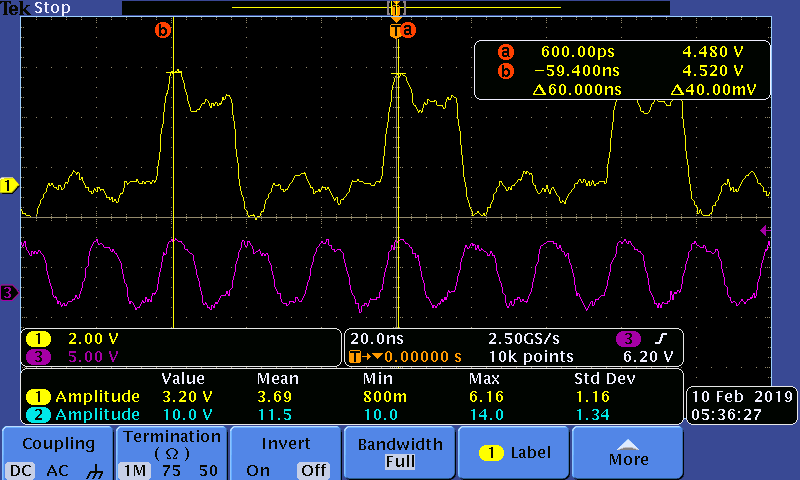 Tek Stop
b T a
a 600.00ps 4.480 V
b −59.400ns 4.520 V
Δ60.000ns Δ40.00mV
1
3
1 2.00 V
3 5.00 V
20.0ns 2.50GS/s 3
T→▼0.00000 s 10k points 6.20 V
Value Mean Min Max Std Dev
1 Amplitude 3.20 V 3.69 800m 6.16 1.16
2 Amplitude 10.0 V 11.5 10.0 14.0 1.34
10 Feb 2019
05:36:27
Coupling
DC AC
Termination
(Ω)
1M 75 50
Invert
On Off
Bandwidth
Full
1 Label
More